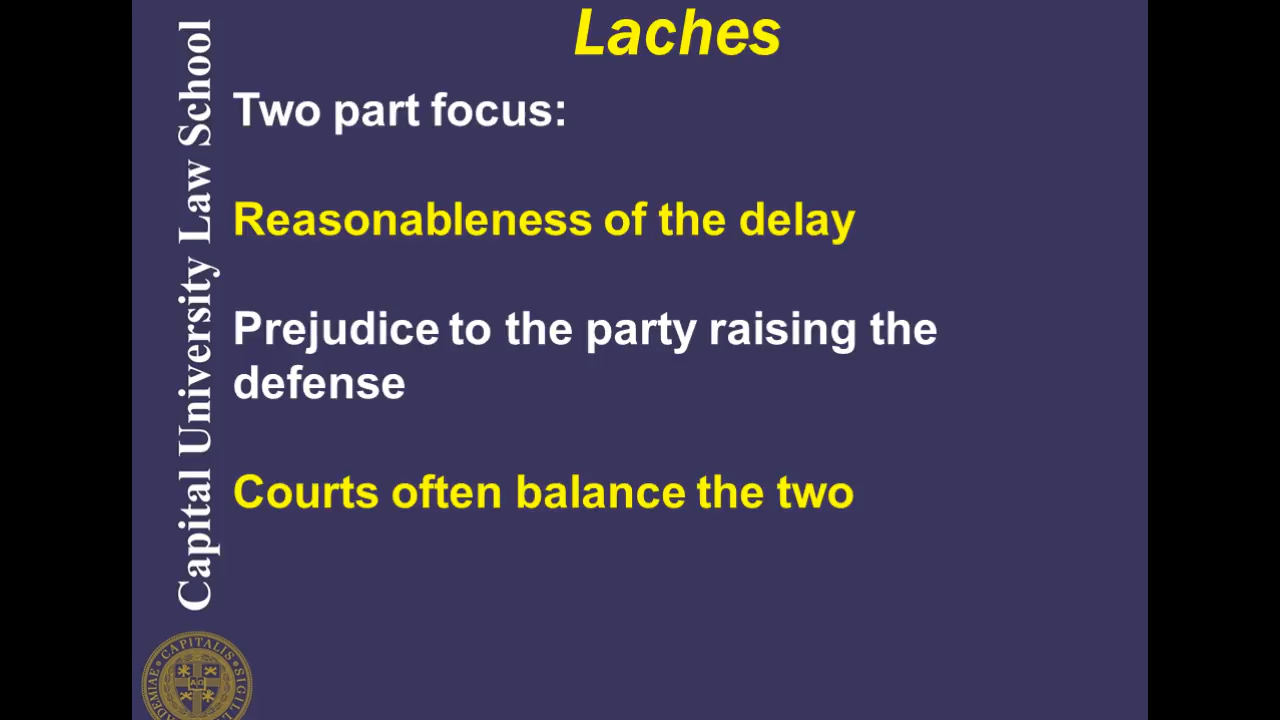 Laches
Capital University Law School
Two part focus:
Reasonableness of the delay
Prejudice to the party raising the
defense
Courts often balance the two
CAPITALIS